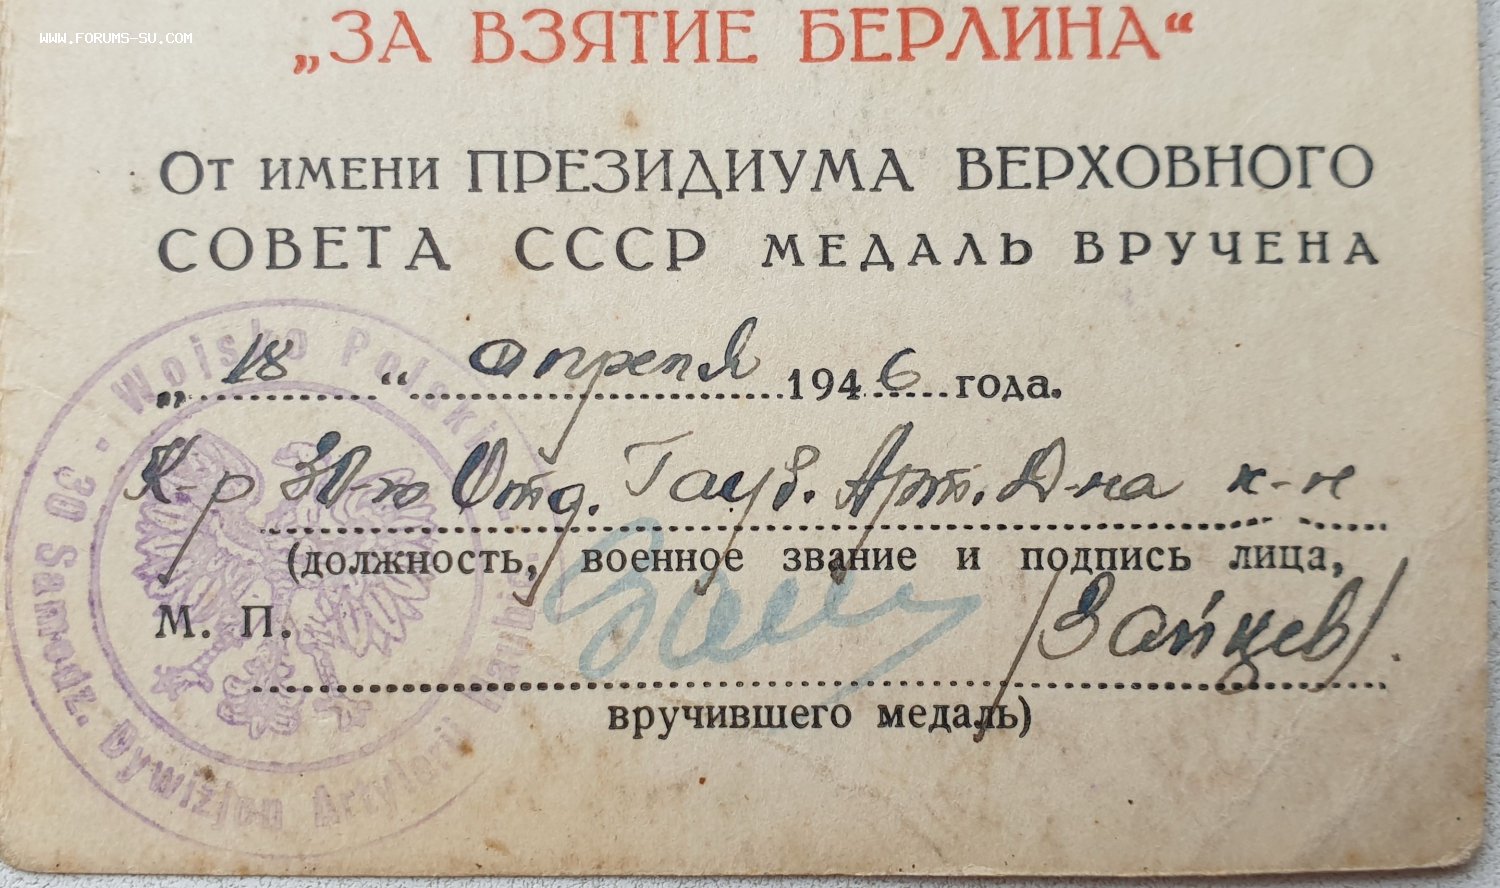 WWW.FORUMS-SU.COM
„ЗА ВЗЯТИЕ БЕРЛИНА“
От имени ПРЕЗИДИУМА ВЕРХОВНОГО
СОВЕТА СССР МЕДАЛЬ ВРУЧЕНА
„18“ апреля 1946 года.
К-р 30-го Отд. Гауб. Арт. Д-на к-н
(должность, военное звание и подпись лица,
М. П. /Зайцев/.
вручившего медаль)
Wojsko Polskie
30 Samodz. Dywizjon Artylerii